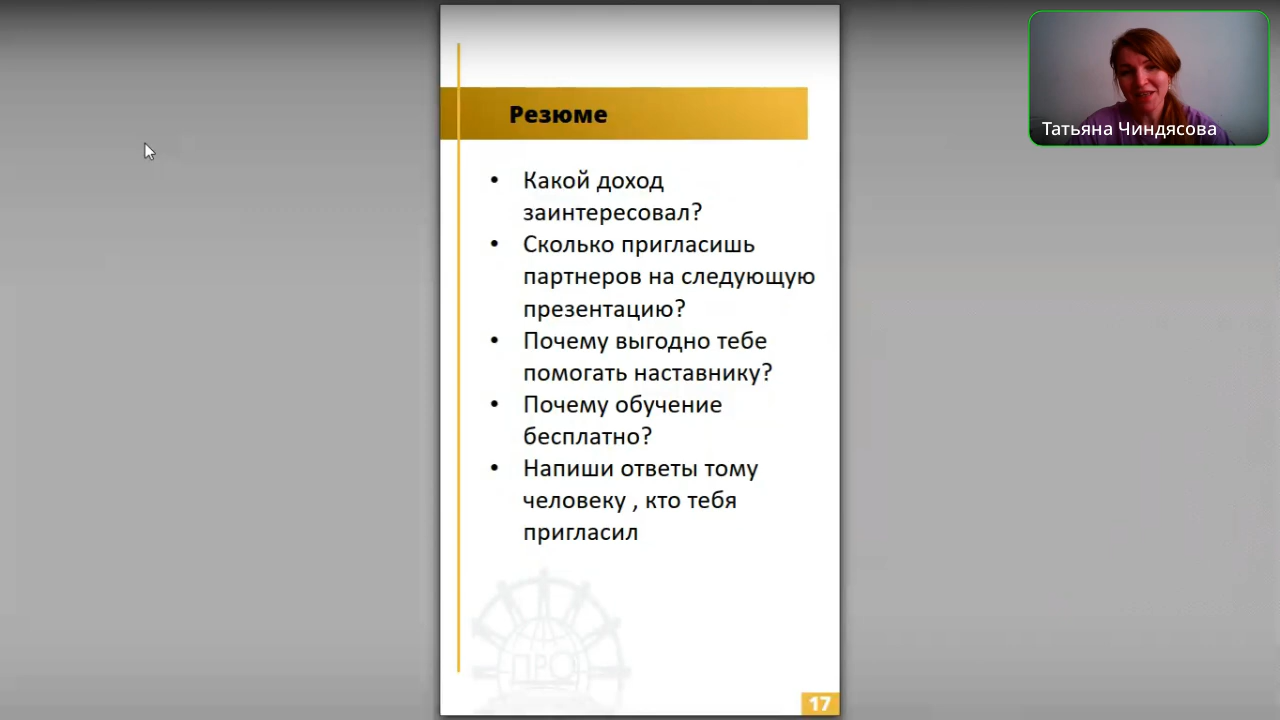 Резюме
Татьяна Чиндясова
• Какой доход
заинтересовал?
• Сколько пригласишь
партнеров на следующую
презентацию?
• Почему выгодно тебе
помогать наставнику?
• Почему обучение
бесплатно?
• Напиши ответы тому
человеку , кто тебя
пригласил
ПРО
17